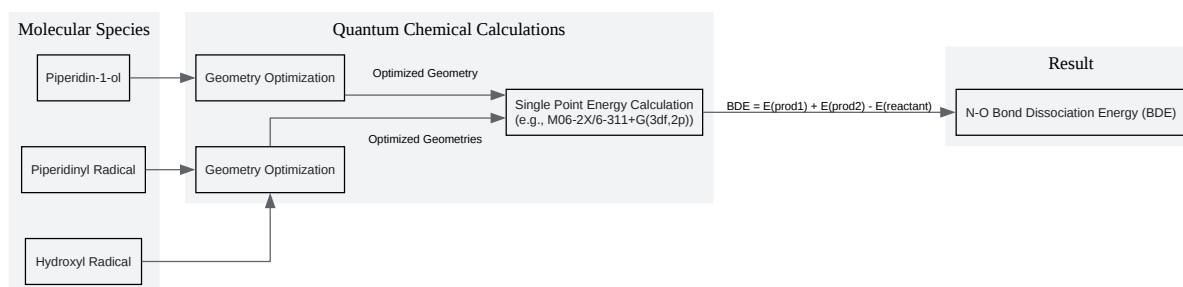 Molecular Species
Quantum Chemical Calculations
Piperidin-1-ol
Geometry Optimization
Optimized Geometry
Result
Single Point Energy Calculation
(e.g., M06-2X/6-311+G(3df,2p))
BDE = E(prod1) + E(prod2) - E(reactant)
N-O Bond Dissociation Energy (BDE)
Optimized Geometries
Piperidinyl Radical
Geometry Optimization
Hydroxyl Radical